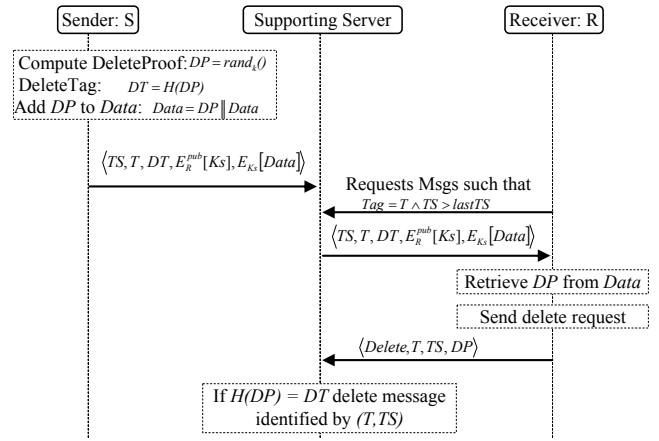 Sender: S
Supporting Server
Receiver: R
Compute DeleteProof: DP = rand_k()
DeleteTag: DT = H(DP)
Add DP to Data: Data = DP ‖ Data
⟨TS, T, DT, E_R^pub[Ks], E_Ks[Data]⟩
Requests Msgs such that
Tag = T ∧ TS > lastTS
⟨TS, T, DT, E_R^pub[Ks], E_Ks[Data]⟩
Retrieve DP from Data
Send delete request
⟨Delete, T, TS, DP⟩
If H(DP) = DT delete message
identified by (T,TS)